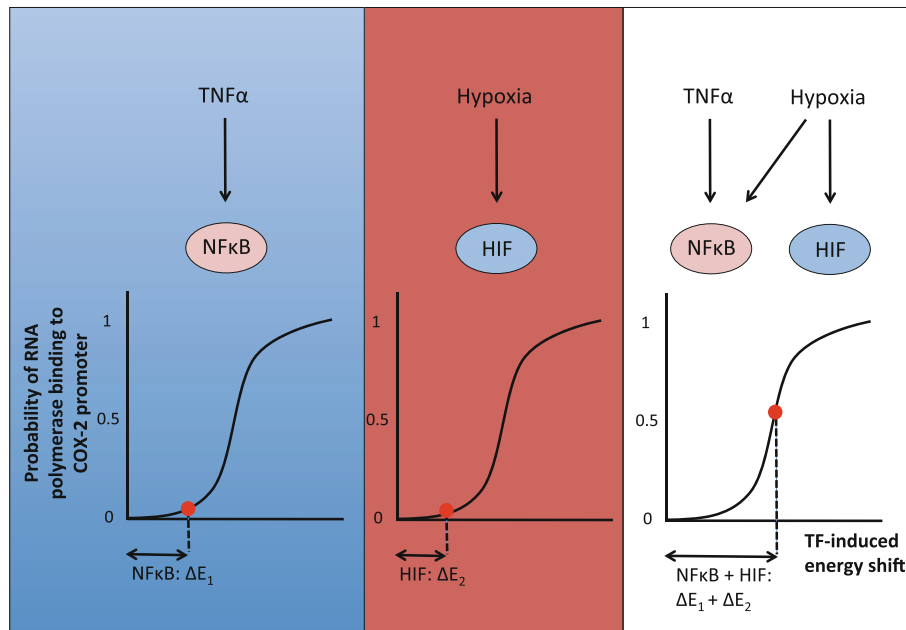 TNFα
NFκB
Probability of RNA
polymerase binding to
COX-2 promoter
1
0.5
0
NFκB: ΔE₁
Hypoxia
HIF
1
0.5
0
HIF: ΔE₂
TNFα
Hypoxia
NFκB
HIF
1
0.5
0
TF-induced
energy shift
NFκB + HIF:
ΔE₁ + ΔE₂